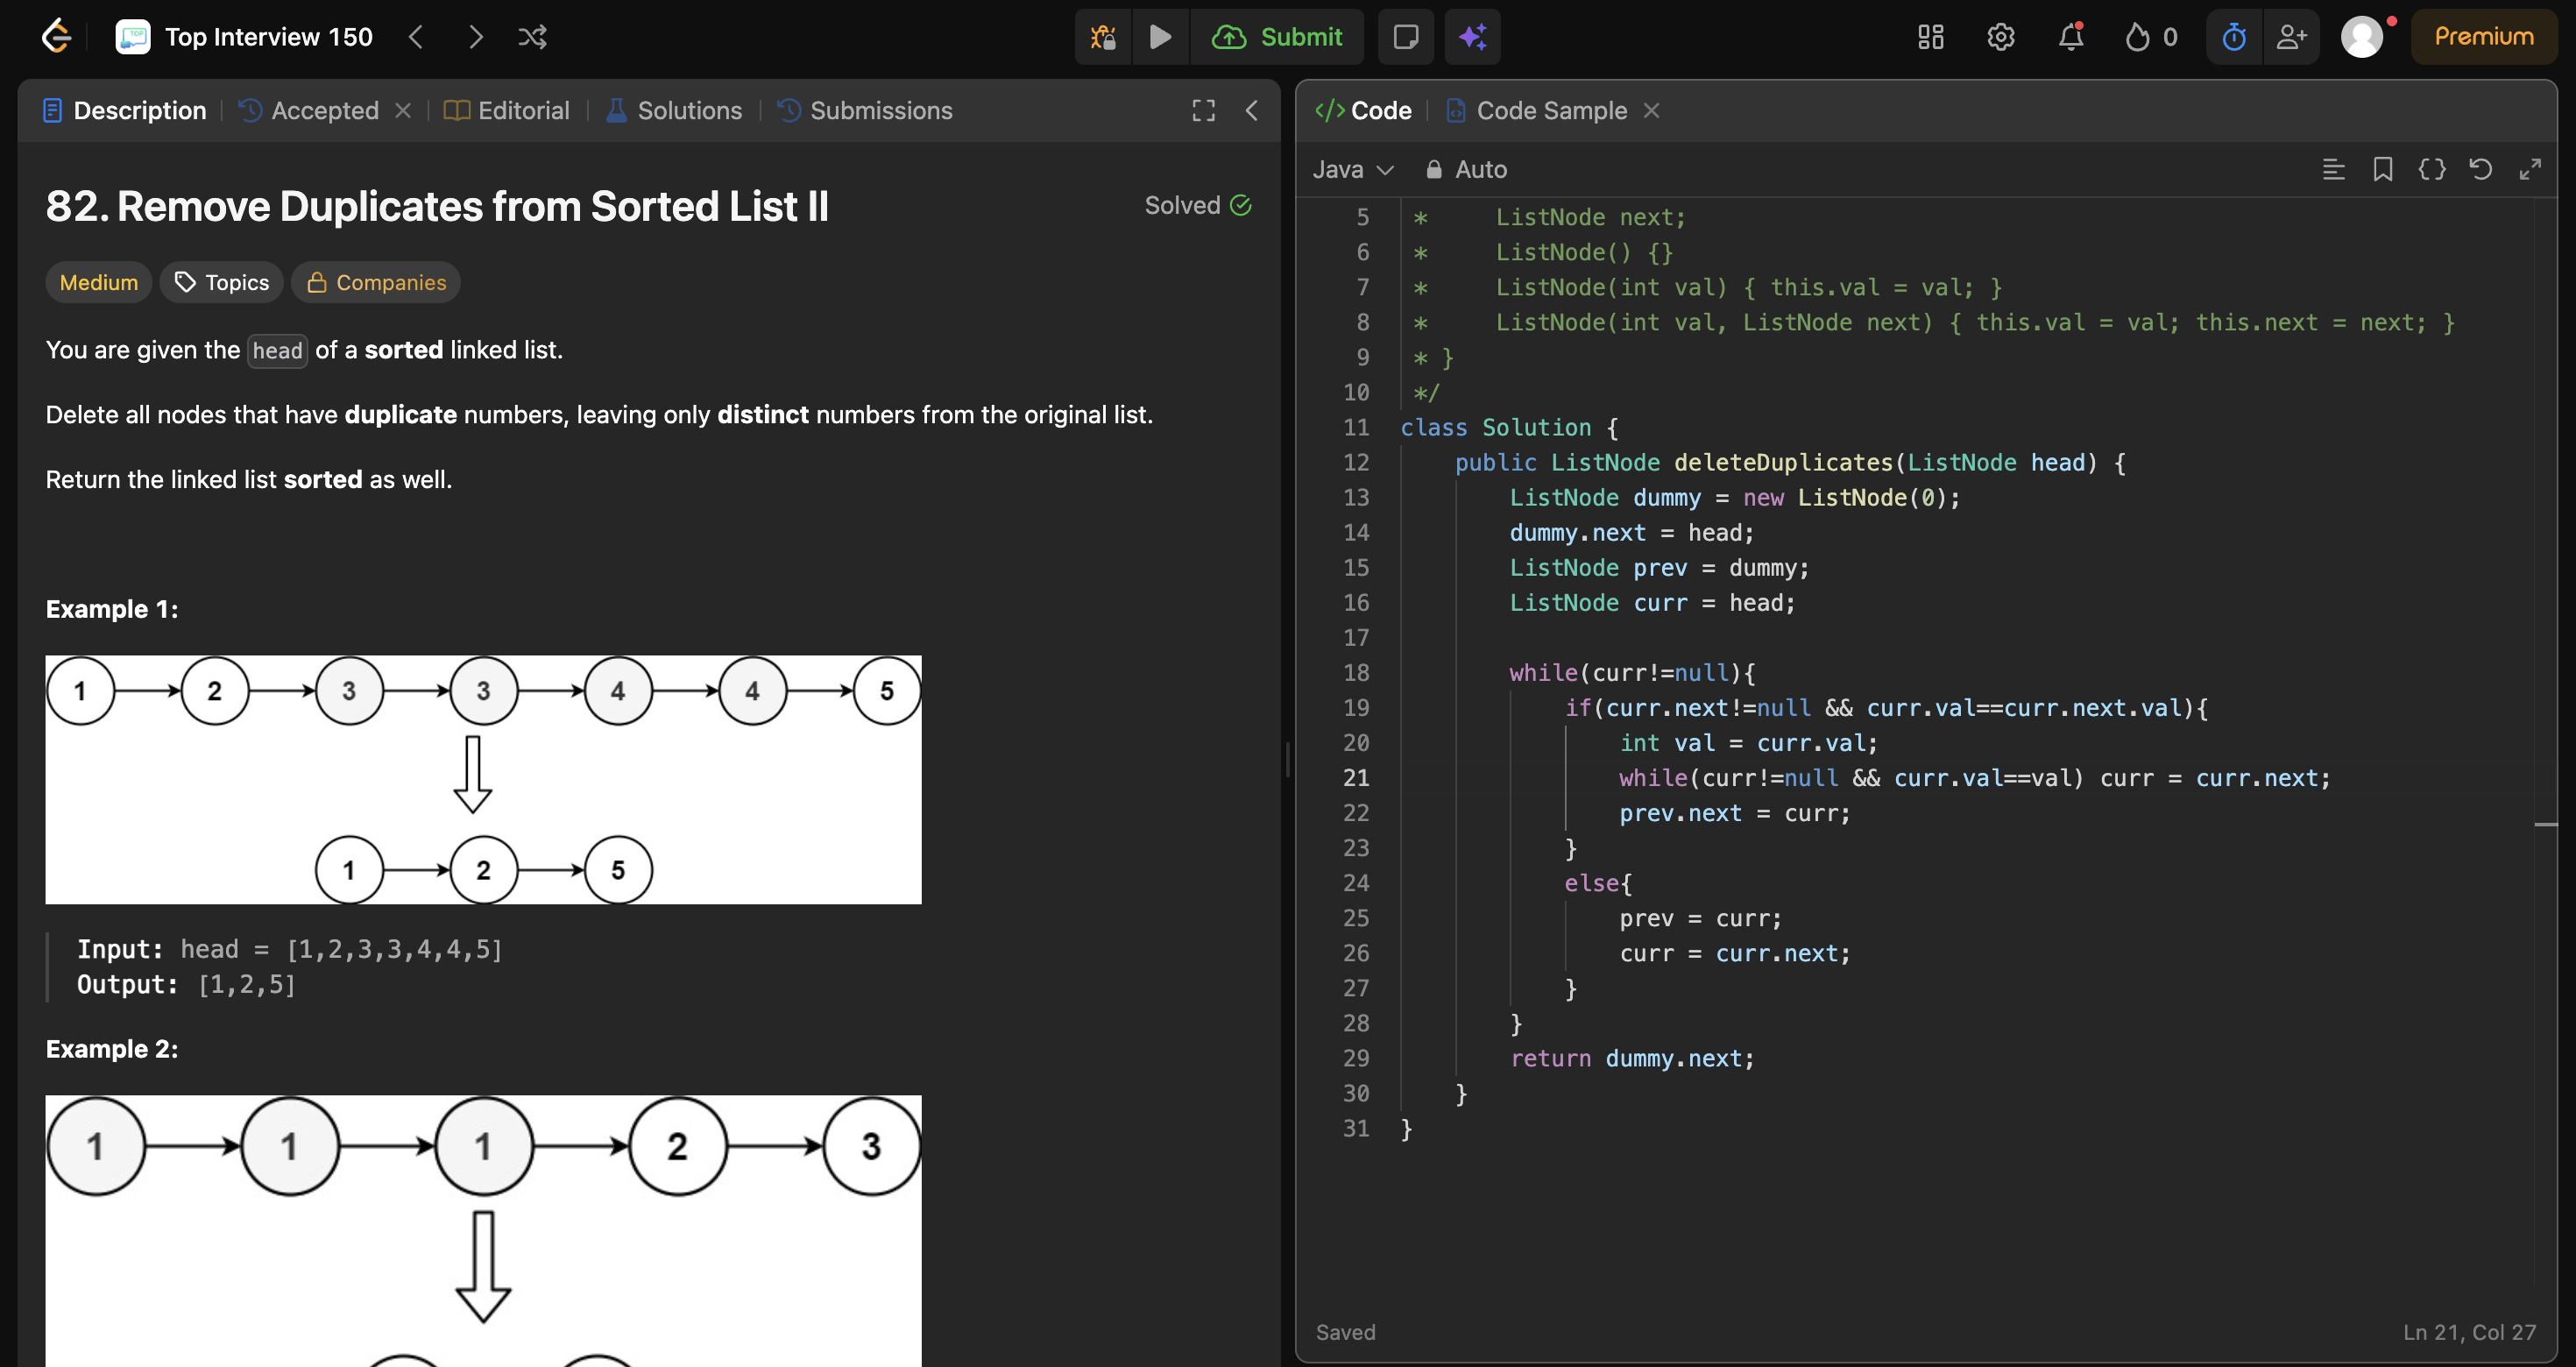 Top Interview 150
Submit
0
Premium
Description
Accepted
Editorial
Solutions
Submissions
82. Remove Duplicates from Sorted List II
Solved
Medium
Topics
Companies
You are given the head of a sorted linked list.
Delete all nodes that have duplicate numbers, leaving only distinct numbers from the original list.
Return the linked list sorted as well.
Example 1:
1 2 3 3 4 4 5
1 2 5
Input: head = [1,2,3,3,4,4,5]
Output: [1,2,5]
Example 2:
1 1 1 2 3
Code
Code Sample
Java
Auto
5 *     ListNode next;
6 *     ListNode() {}
7 *     ListNode(int val) { this.val = val; }
8 *     ListNode(int val, ListNode next) { this.val = val; this.next = next; }
9 * }
10 */
11 class Solution {
12     public ListNode deleteDuplicates(ListNode head) {
13         ListNode dummy = new ListNode(0);
14         dummy.next = head;
15         ListNode prev = dummy;
16         ListNode curr = head;
17
18         while(curr!=null){
19             if(curr.next!=null && curr.val==curr.next.val){
20                 int val = curr.val;
21                 while(curr!=null && curr.val==val) curr = curr.next;
22                 prev.next = curr;
23             }
24             else{
25                 prev = curr;
26                 curr = curr.next;
27             }
28         }
29         return dummy.next;
30     }
31 }
Saved
Ln 21, Col 27